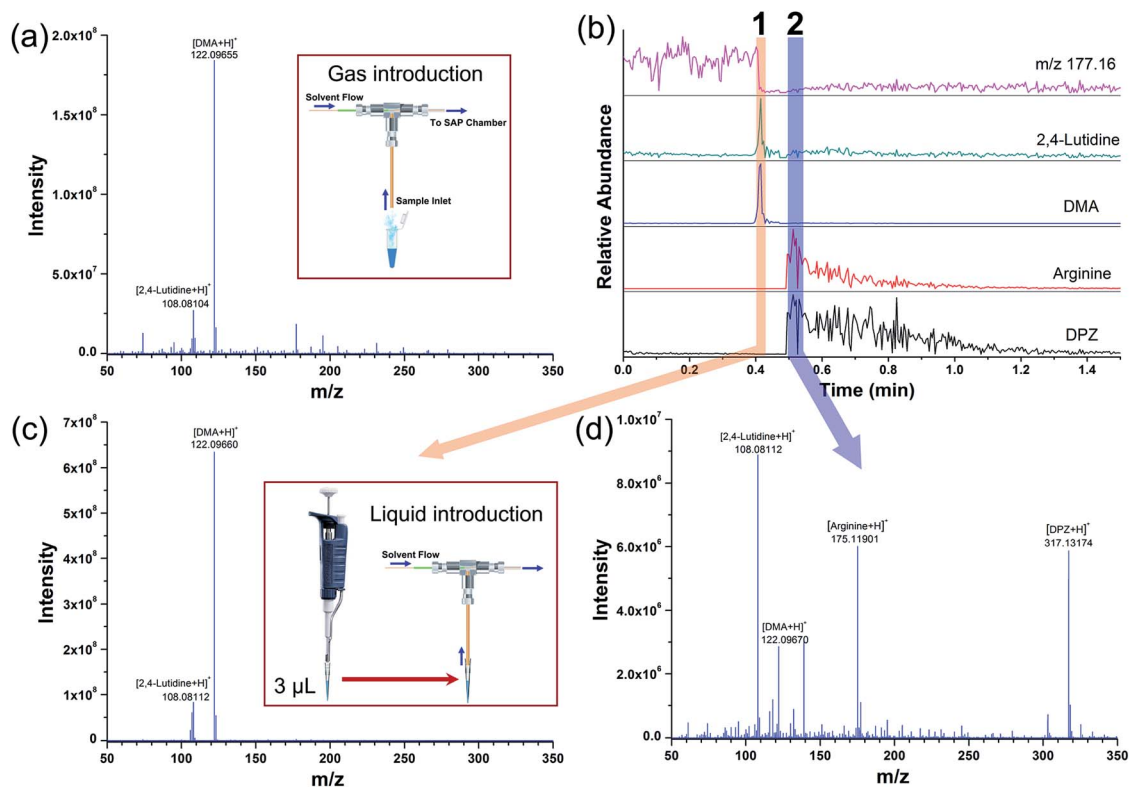 (a)
[DMA+H]⁺
122.09655
Gas introduction
Solvent Flow
To SAP Chamber
Sample Inlet
[2,4-Lutidine+H]⁺
108.08104
Intensity
1.5x10⁸
1.0x10⁸
5.0x10⁷
0.0
50 100 150 200 250 300 350
m/z
(b)
1 2
m/z 177.16
2,4-Lutidine
DMA
Arginine
DPZ
Relative Abundance
0.0 0.2 0.4 0.6 0.8 1.0 1.2 1.4
Time (min)
(c)
[DMA+H]⁺
122.09660
Liquid introduction
Solvent Flow
3 µL
[2,4-Lutidine+H]⁺
108.08112
Intensity
7x10⁸
6x10⁸
5x10⁸
4x10⁸
3x10⁸
2x10⁸
1x10⁸
0
50 100 150 200 250 300 350
m/z
(d)
[2,4-Lutidine+H]⁺
108.08112
[Arginine+H]⁺
175.11901
[DPZ+H]⁺
317.13174
[DMA+H]⁺
122.09670
Intensity
1.0x10⁷
8.0x10⁶
6.0x10⁶
4.0x10⁶
2.0x10⁶
0.0
50 100 150 200 250 300 350
m/z